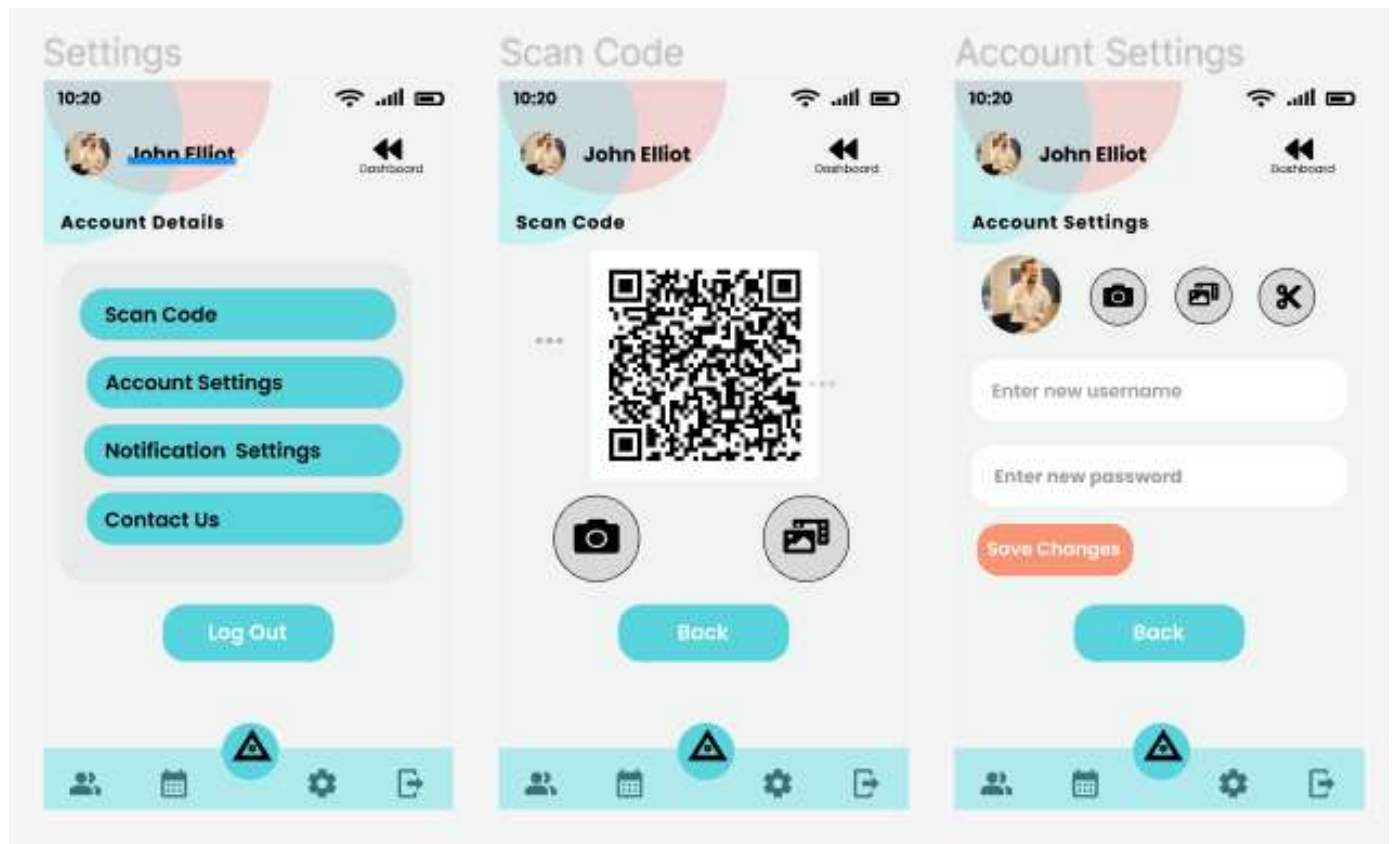 Settings
10:20
John Elliot
Dashboard
Account Details
Scan Code
Account Settings
Notification Settings
Contact Us
Log Out
Scan Code
10:20
John Elliot
Dashboard
Scan Code
Back
Account Settings
10:20
John Elliot
Dashboard
Account Settings
Enter new username
Enter new password
Save Changes
Back